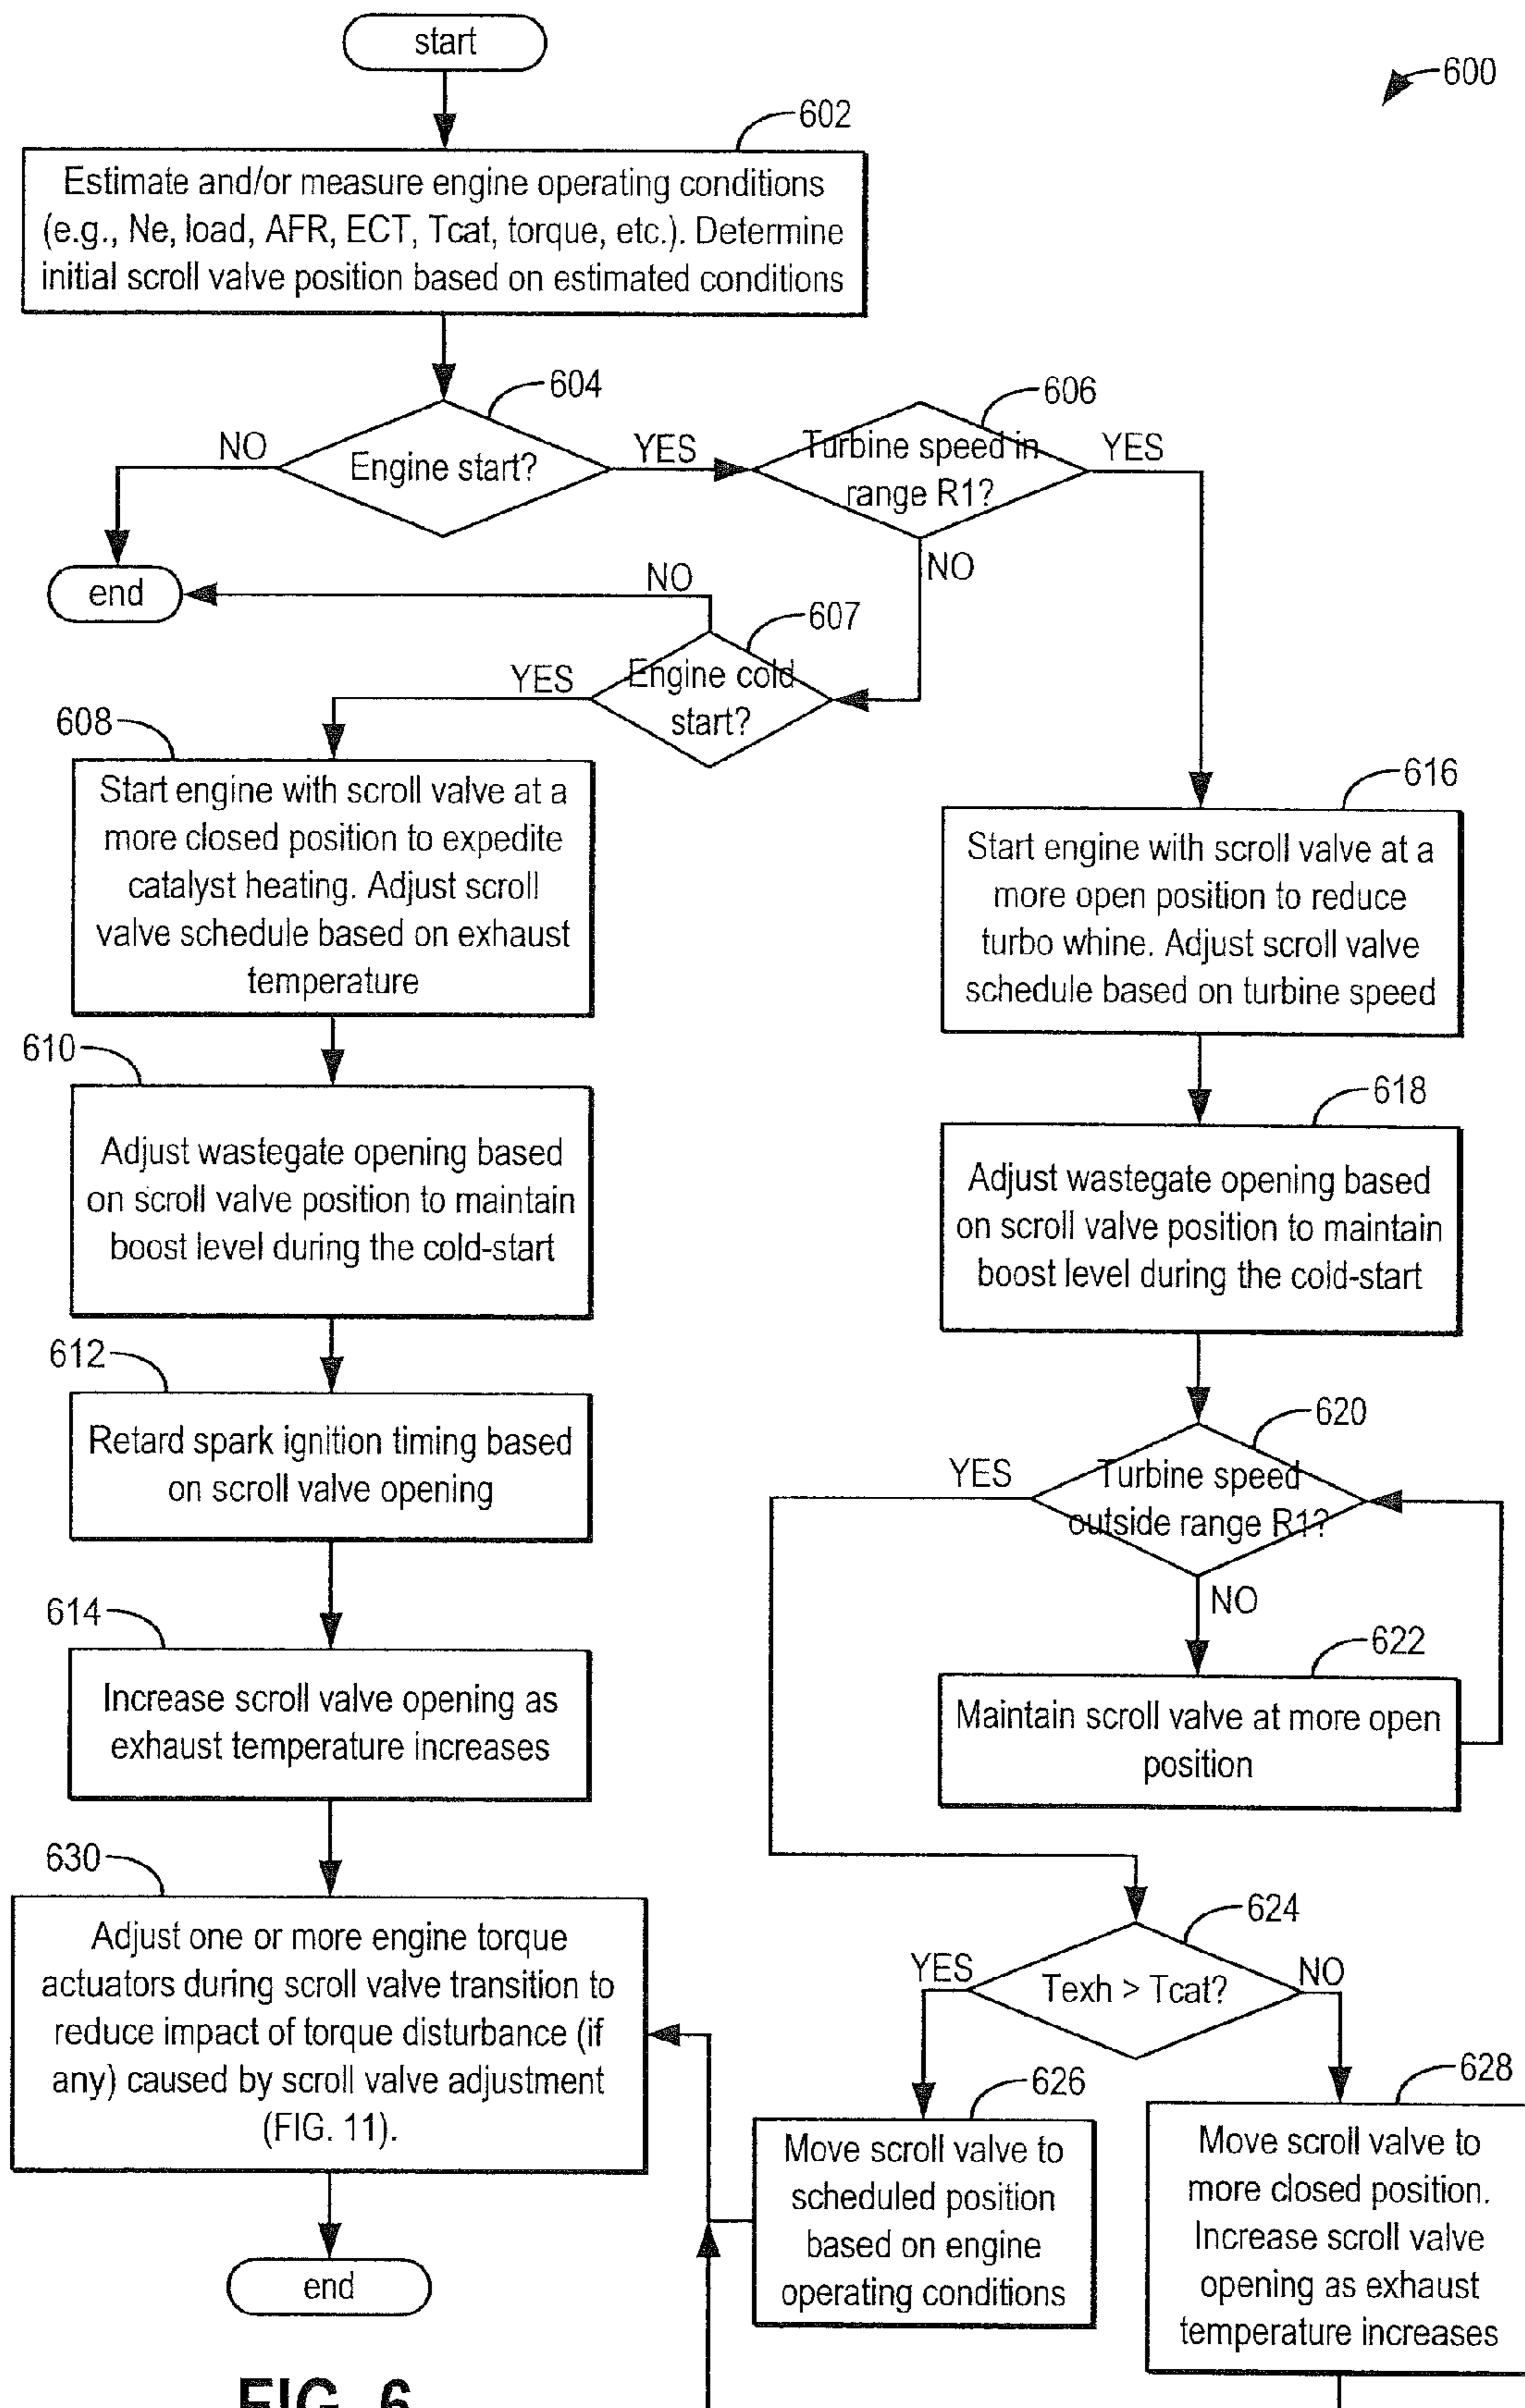 start
600
602
Estimate and/or measure engine operating conditions
(e.g., Ne, load, AFR, ECT, Tcat, torque, etc.). Determine
initial scroll valve position based on estimated conditions
604
606
NO
Engine start?
YES
Turbine speed in
range R1?
YES
end
NO
NO
607
YES
Engine cold
start?
608
Start engine with scroll valve at a
more closed position to expedite
catalyst heating. Adjust scroll
valve schedule based on exhaust
temperature
616
Start engine with scroll valve at a
more open position to reduce
turbo whine. Adjust scroll valve
schedule based on turbine speed
610
Adjust wastegate opening based
on scroll valve position to maintain
boost level during the cold-start
618
Adjust wastegate opening based
on scroll valve position to maintain
boost level during the cold-start
612
Retard spark ignition timing based
on scroll valve opening
620
YES
Turbine speed
outside range R1?
NO
614
Increase scroll valve opening as
exhaust temperature increases
622
Maintain scroll valve at more open
position
630
Adjust one or more engine torque
actuators during scroll valve transition to
reduce impact of torque disturbance (if
any) caused by scroll valve adjustment
(FIG. 11).
624
YES
Texh > Tcat?
NO
626
Move scroll valve to
scheduled position
based on engine
operating conditions
628
Move scroll valve to
more closed position.
Increase scroll valve
opening as exhaust
temperature increases
end
FIG. 6